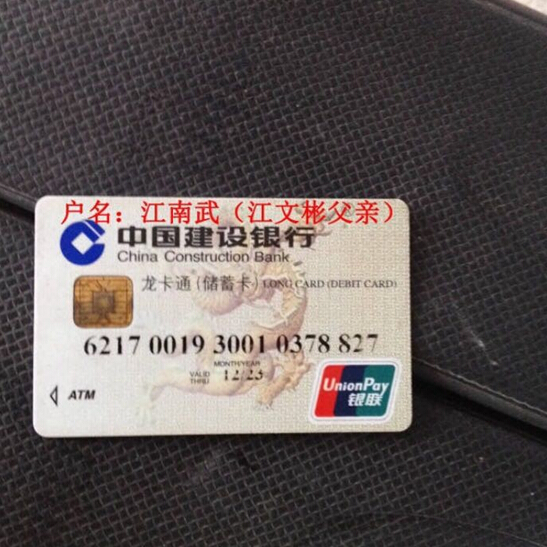 户名：江南武（江文彬父亲）
中国建设银行
China Construction Bank
龙卡通(储蓄卡) LONG CARD (DEBIT CARD)
6217 0019 3001 0378 827
MONTH/YEAR
VALID THRU 12/23
ATM
UnionPay
银联